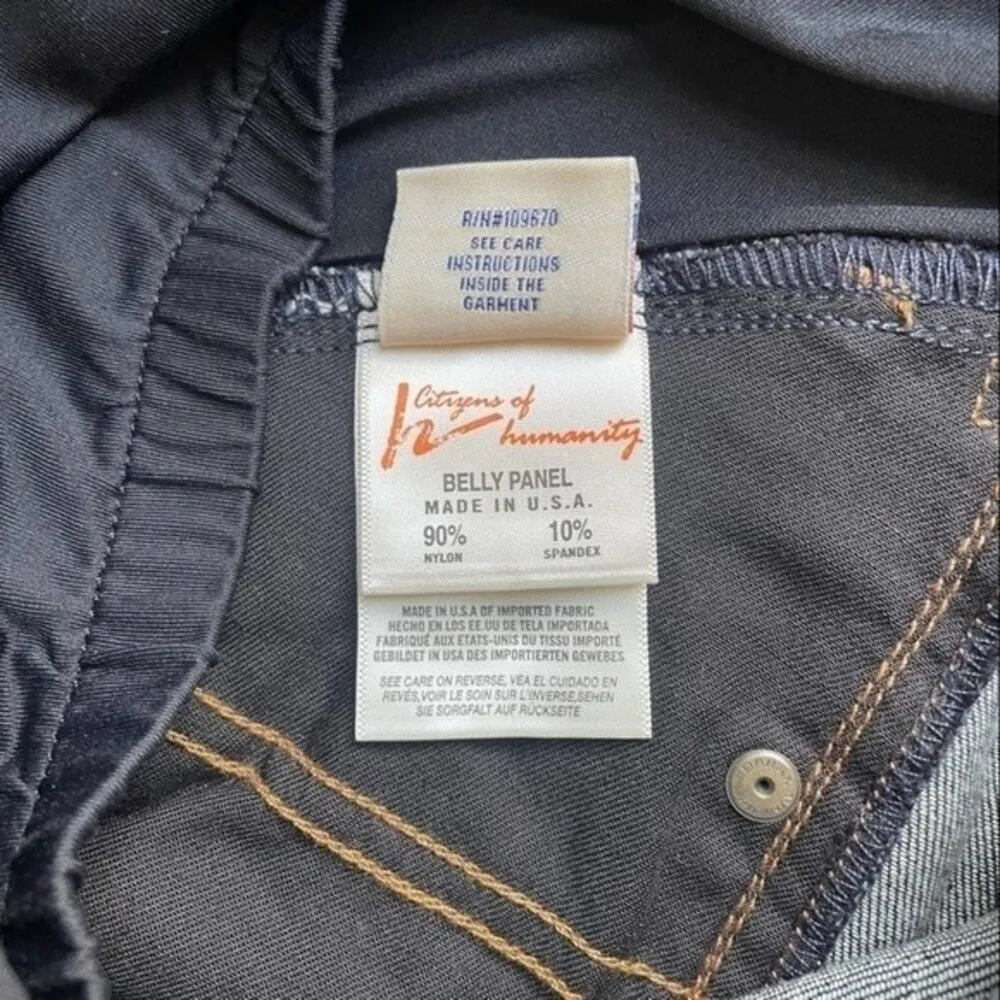 R/N#109670
SEE CARE
INSTRUCTIONS
INSIDE THE
GARMENT
Citizens of
humanity
BELLY PANEL
MADE IN U.S.A.
90% 10%
NYLON SPANDEX
MADE IN U.S.A OF IMPORTED FABRIC
HECHO EN LOS EE.UU DE TELA IMPORTADA
FABRIQUÉ AUX ETATS-UNIS DU TISSU IMPORTÉ
GEBILDET IN USA DES IMPORTIERTEN GEWEBES
SEE CARE ON REVERSE, VEA EL CUIDADO EN
REVÉS,VOIR LE SOIN SUR L'INVERSE,SEHEN
SIE SORGFALT AUF RÜCKSEITE